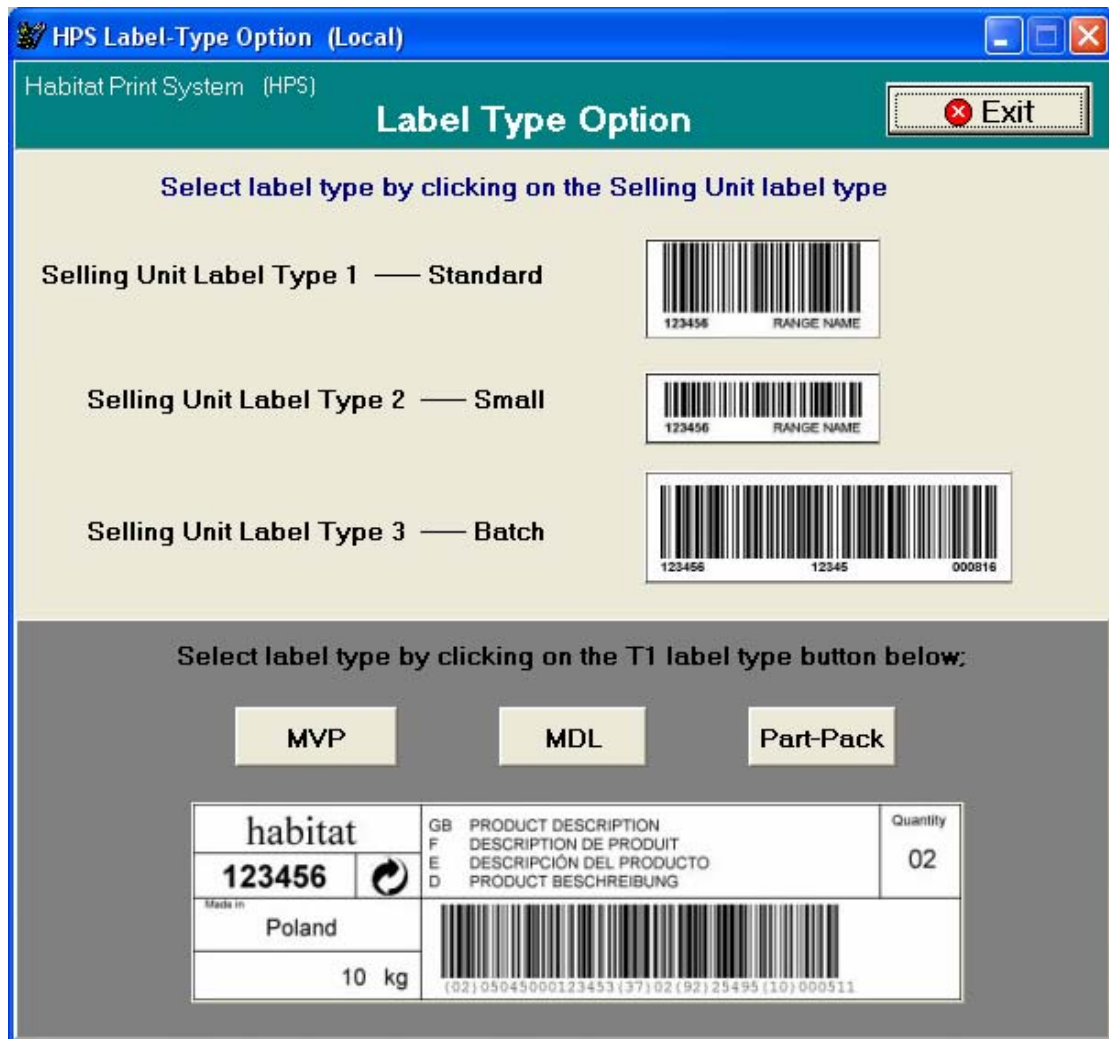 HPS Label-Type Option (Local)
Habitat Print System (HPS)
Label Type Option
Exit
Select label type by clicking on the Selling Unit label type
Selling Unit Label Type 1 —— Standard
123456 RANGE NAME
Selling Unit Label Type 2 —— Small
123456 RANGE NAME
Selling Unit Label Type 3 —— Batch
123456 12345 000816
Select label type by clicking on the T1 label type button below;
MVP MDL Part-Pack
habitat
123456
Made in
Poland
10 kg
GB PRODUCT DESCRIPTION
F DESCRIPTION DE PRODUIT
E DESCRIPCIÓN DEL PRODUCTO
D PRODUCT BESCHREIBUNG
Quantity
02
(02)05045000123453(37)02(92)25495(10)000511